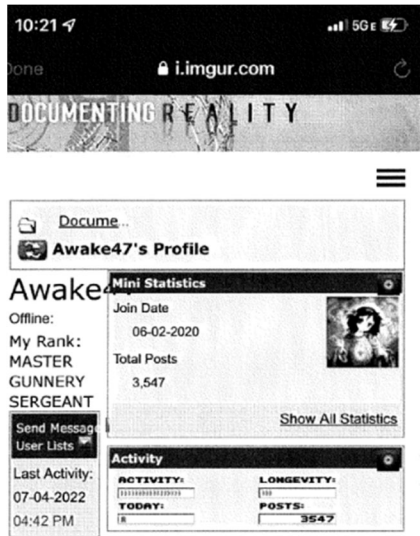 10:21
5G E
Done
i.imgur.com
DOCUMENTING REALITY
Docume...
Awake47's Profile
Awake47
Offline:
My Rank:
MASTER
GUNNERY
SERGEANT
Send Message
User Lists
Last Activity:
07-04-2022
04:42 PM
Mini Statistics
Join Date
06-02-2020
Total Posts
3,547
Show All Statistics
Activity
ACTIVITY:
LONGEVITY:
TODAY:
POSTS:
3547